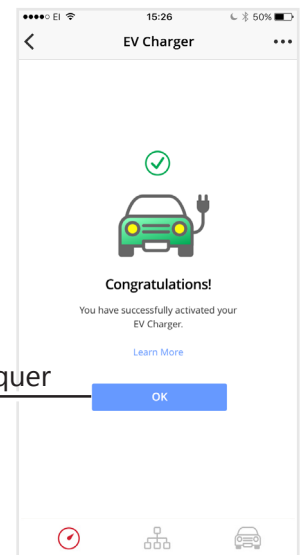 EI 15:26 50%
EV Charger
Congratulations!
You have successfully activated your
EV Charger.
Learn More
quer
OK